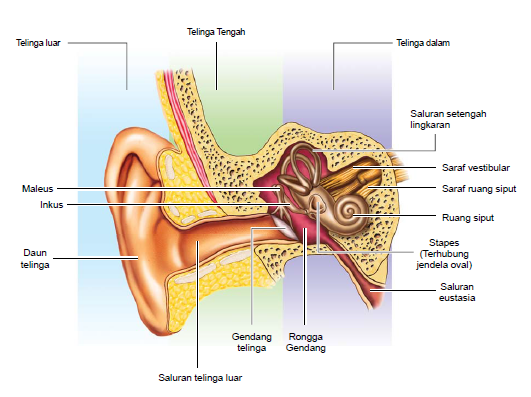 Telinga Tengah
Telinga luar
Telinga dalam
Saluran setengah
lingkaran
Saraf vestibular
Maleus
Saraf ruang siput
Inkus
Ruang siput
Daun
telinga
Stapes
(Terhubung
jendela oval)
Saluran
eustasia
Gendang
telinga
Rongga
Gendang
Saluran telinga luar